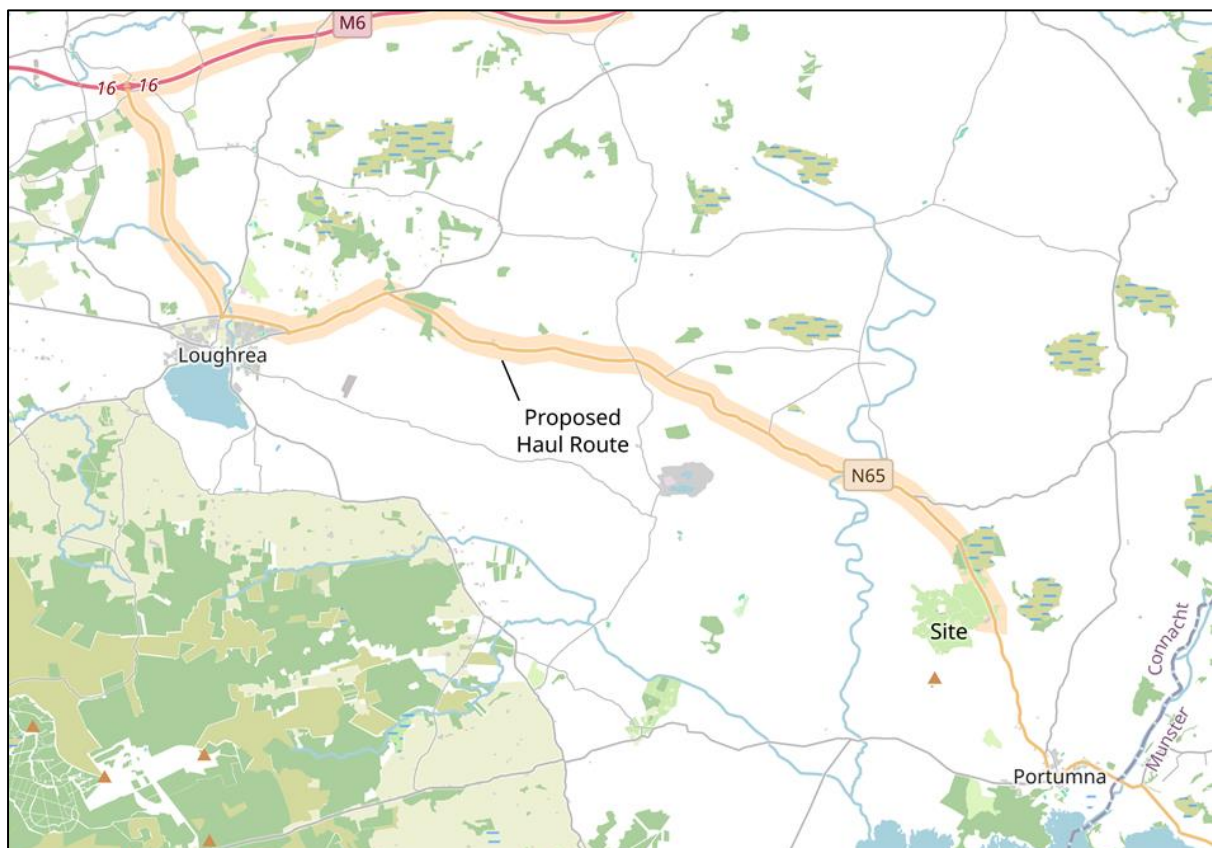 M6
16 16
Loughrea
Proposed
Haul Route
N65
Site
Connacht
Munster
Portumna